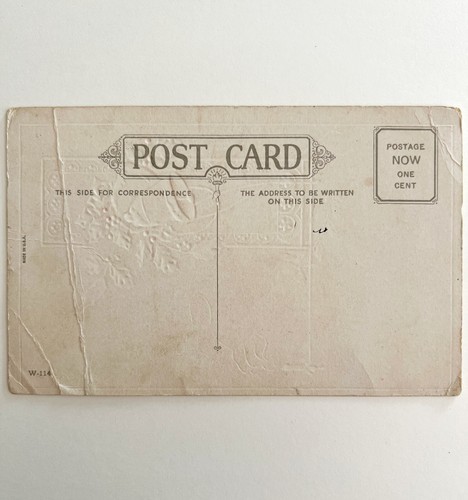 POST CARD
POSTAGE
NOW
ONE
CENT
THIS SIDE FOR CORRESPONDENCE
THE ADDRESS TO BE WRITTEN
ON THIS SIDE
MADE IN U.S.A.
W-114